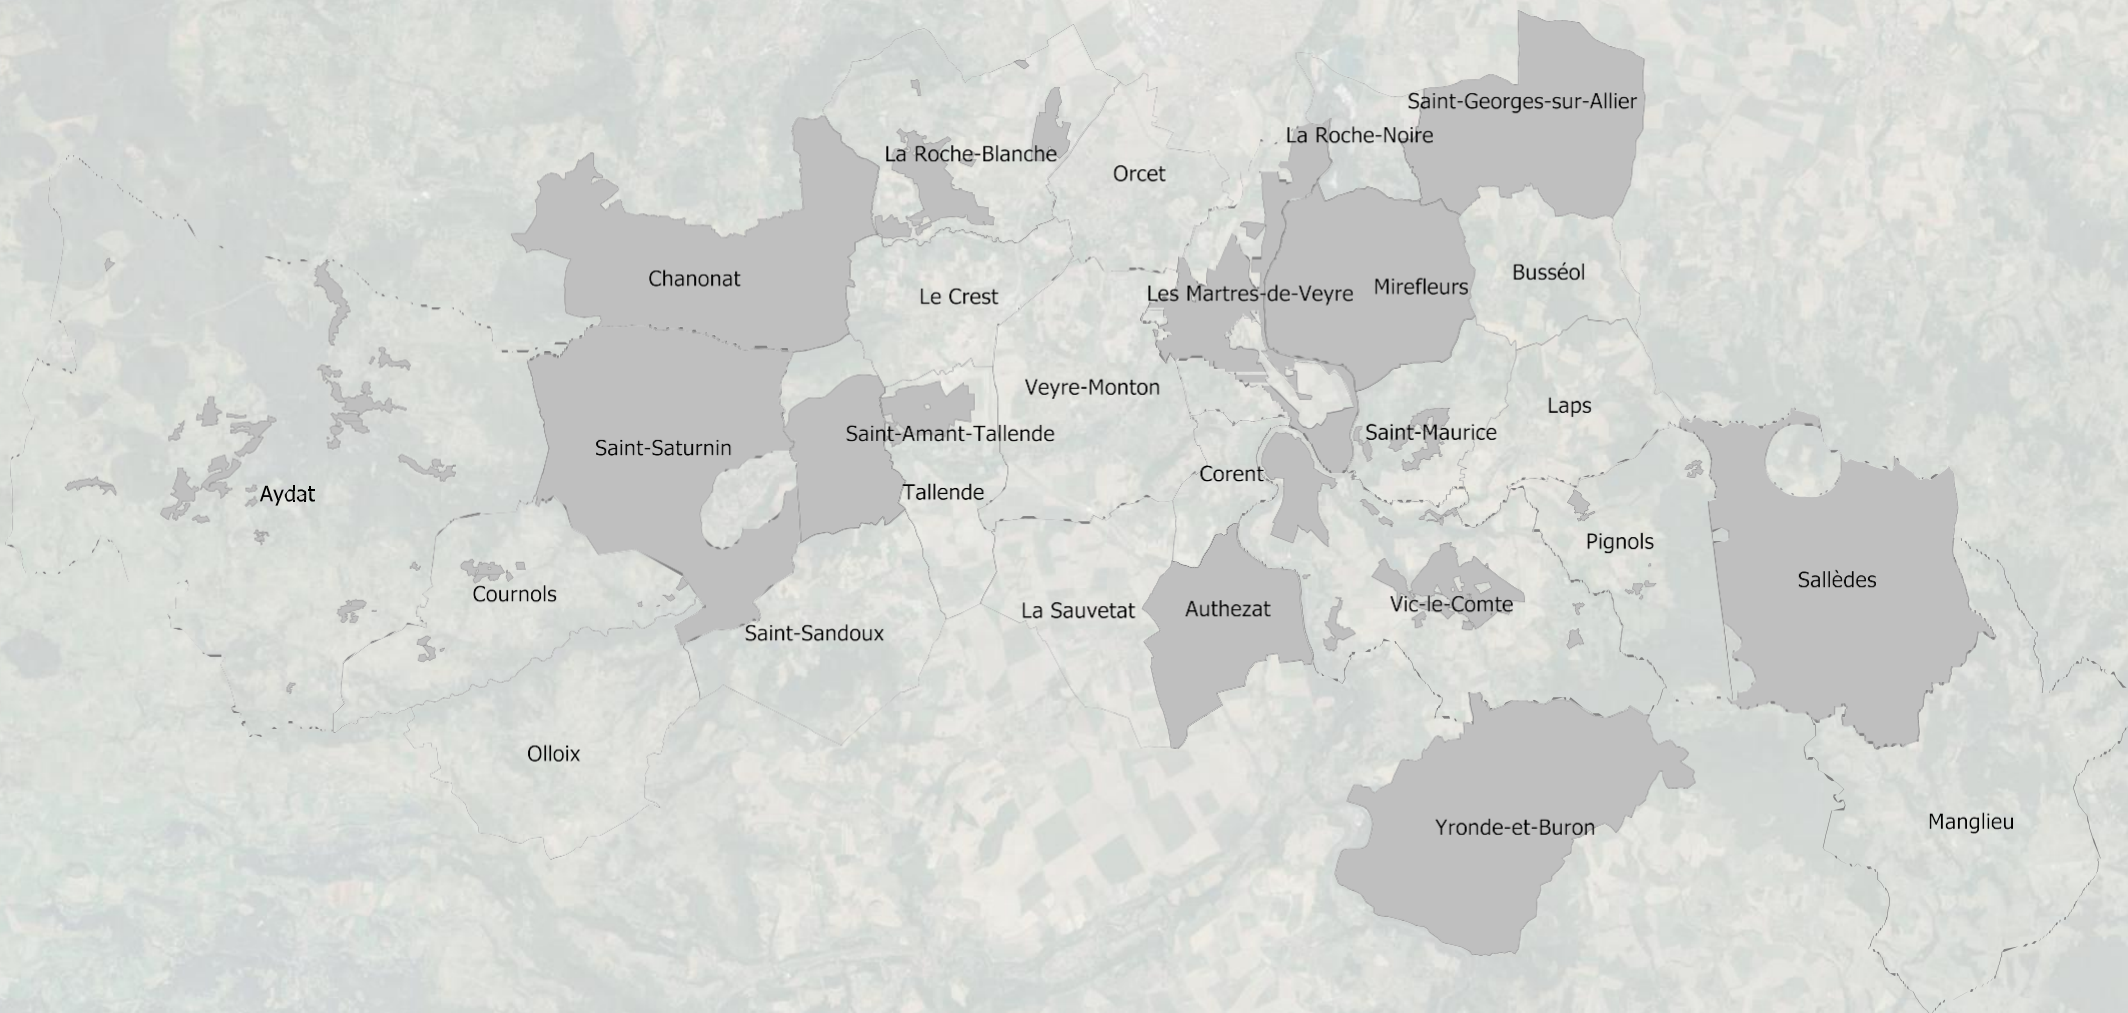 Saint-Georges-sur-Allier
La Roche-Noire
La Roche-Blanche
Orcet
Chanonat
Le Crest
Les Martres-de-Veyre
Mirefleurs
Busséol
Veyre-Monton
Laps
Saint-Saturnin
Saint-Amant-Tallende
Saint-Maurice
Aydat
Tallende
Corent
Pignols
Cournols
Sallèdes
Saint-Sandoux
La Sauvetat
Authezat
Vic-le-Comte
Olloix
Yronde-et-Buron
Manglieu